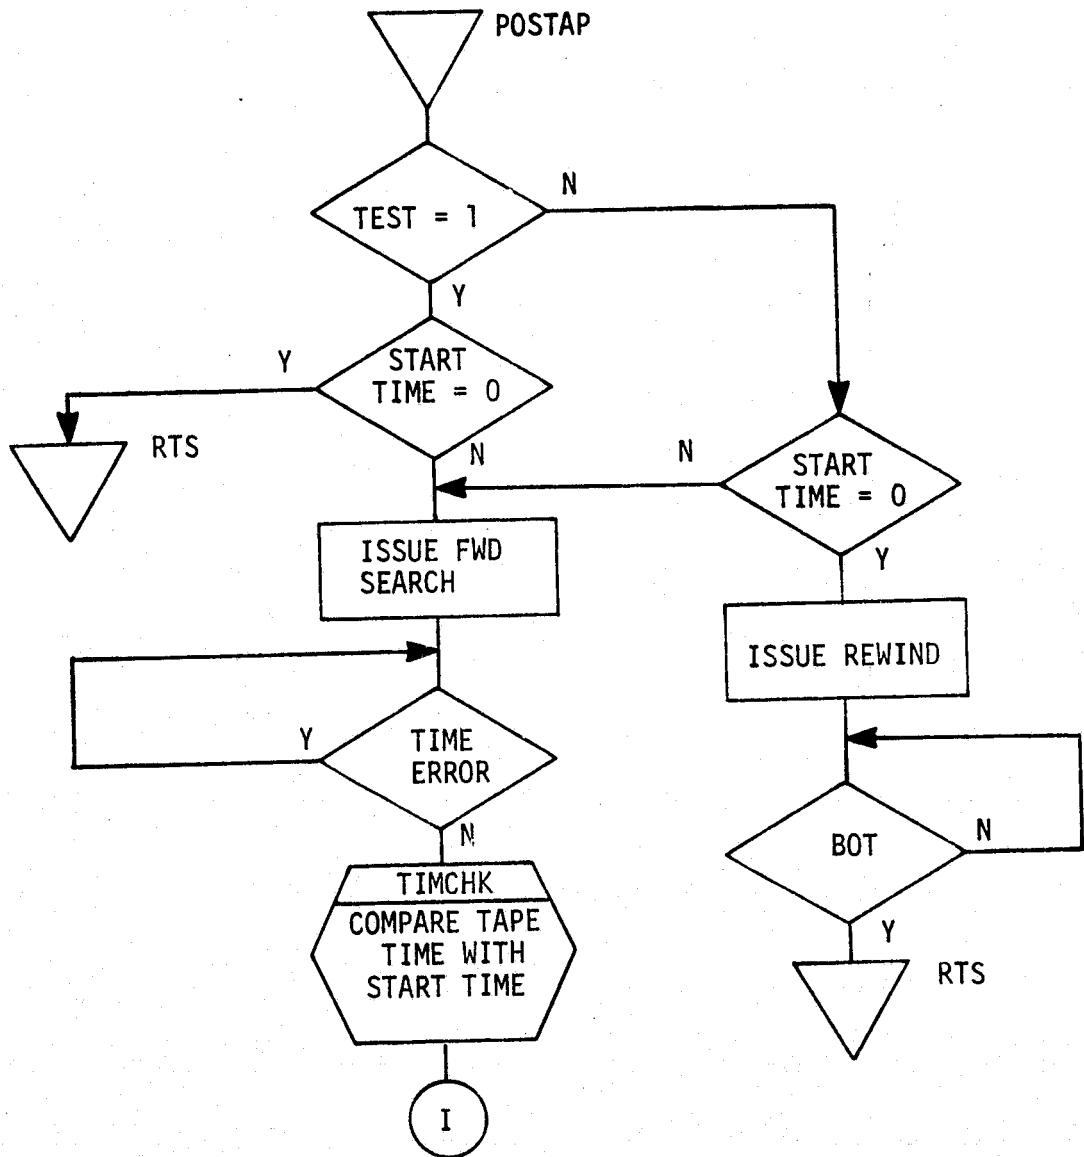 POSTAP
N
TEST = 1
Y
Y
START
TIME = 0
RTS
N
N
START
TIME = 0
Y
ISSUE FWD
SEARCH
ISSUE REWIND
Y
TIME
ERROR
N
BOT
N
TIMCHK
COMPARE TAPE
TIME WITH
START TIME
Y
RTS
I